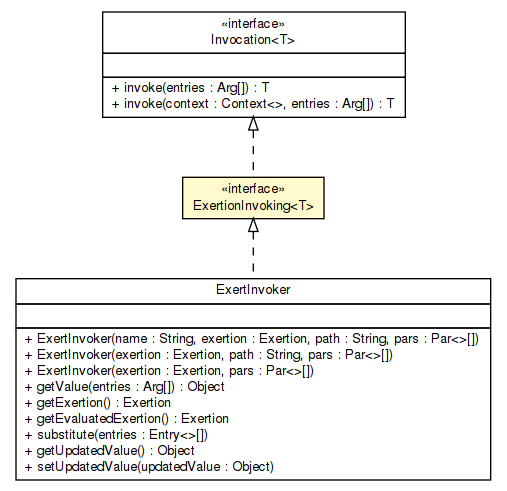 «interface»
Invocation<T>
+ invoke(entries : Arg[]) : T
+ invoke(context : Context<>, entries : Arg[]) : T
«interface»
ExertionInvoking<T>
ExertInvoker
+ ExertInvoker(name : String, exertion : Exertion, path : String, pars : Par<>[])
+ ExertInvoker(exertion : Exertion, path : String, pars : Par<>[])
+ ExertInvoker(exertion : Exertion, pars : Par<>[])
+ getValue(entries : Arg[]) : Object
+ getExertion() : Exertion
+ getEvaluatedExertion() : Exertion
+ substitute(entries : Entry<>[])
+ getUpdatedValue() : Object
+ setUpdatedValue(updatedValue : Object)